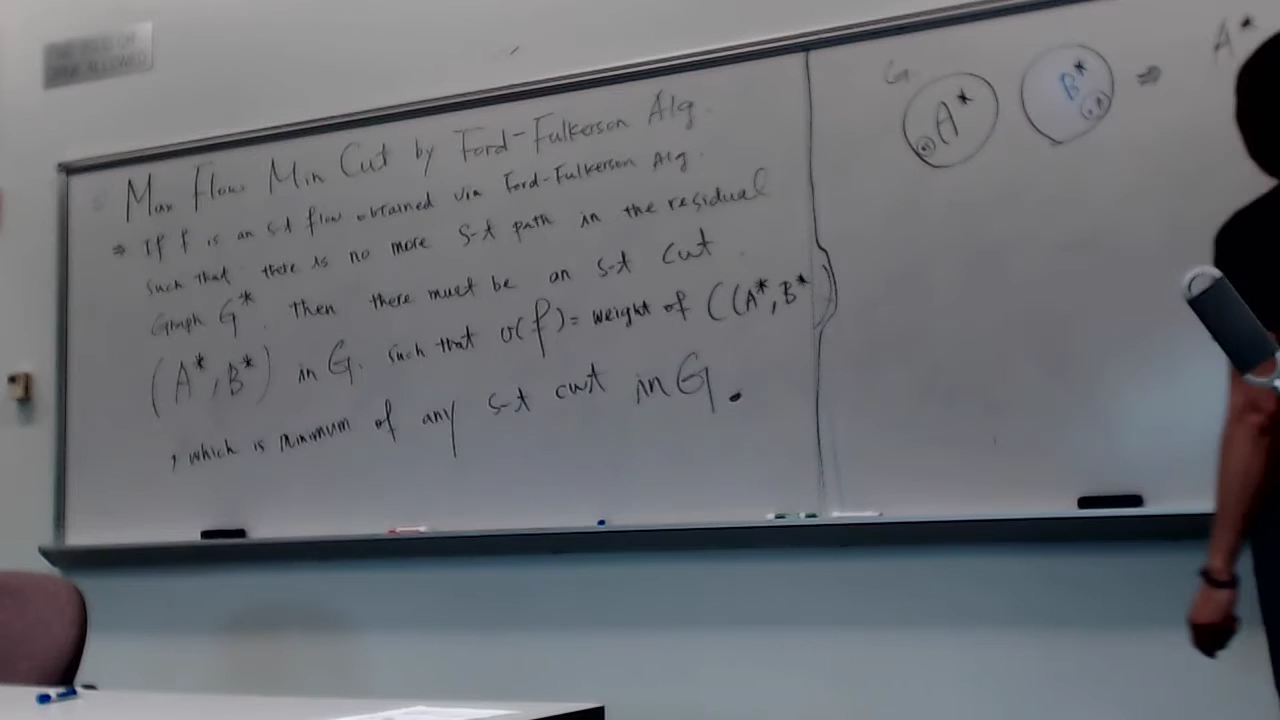 Max Flow Min Cut by Ford-Fulkerson Alg.
⇒ If f is an s-t flow obtained via Ford-Fulkerson Alg.
such that there is no more s-t path in the residual
Graph G*. Then there must be an s-t cut
(A*, B*) in G. such that v(f) = weight of ((A*, B*)
, which is minimum of any s-t cut in G.
G
A*
B*
⇒ A*